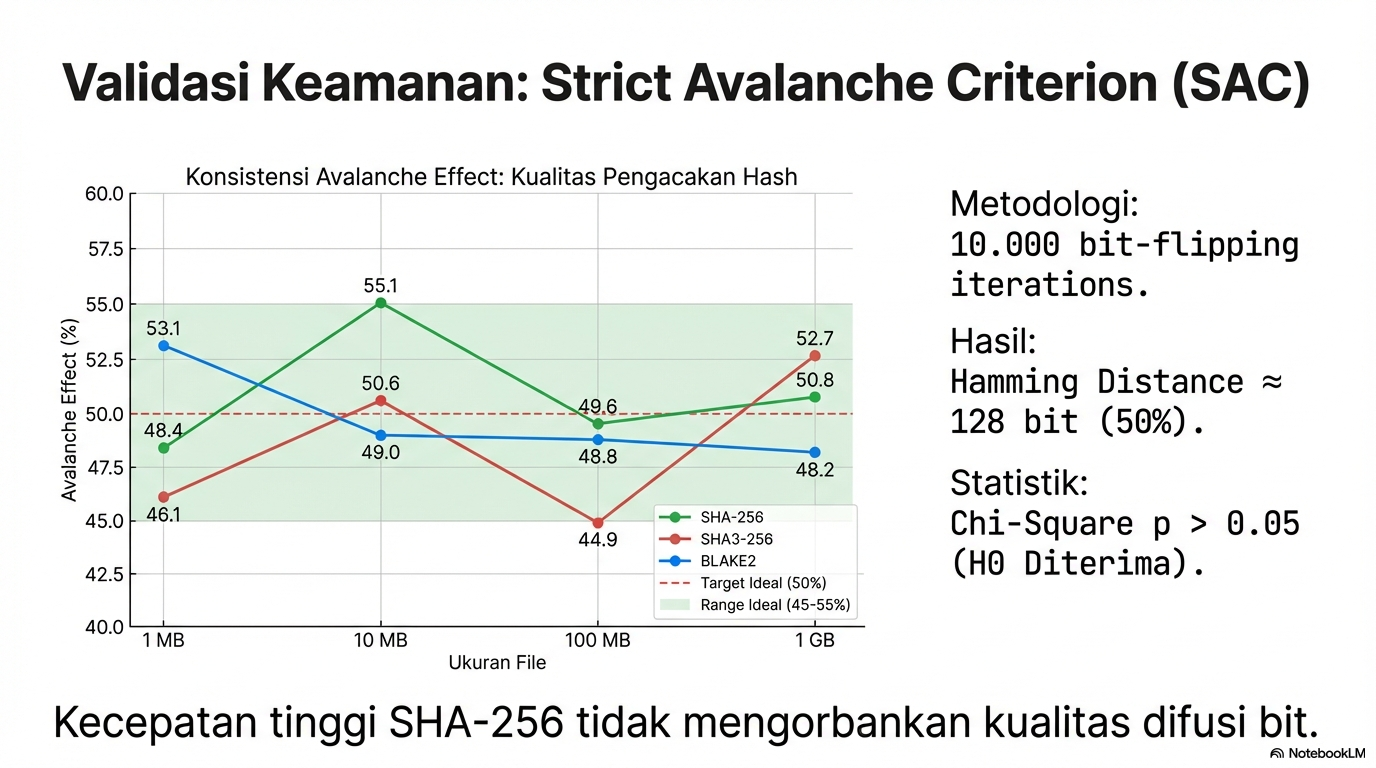 Validasi Keamanan: Strict Avalanche Criterion (SAC)
Konsistensi Avalanche Effect: Kualitas Pengacakan Hash
Avalanche Effect (%)
60.0
57.5
55.0
52.5
50.0
47.5
45.0
42.5
40.0
53.1
48.4
46.1
55.1
50.6
49.0
49.6
48.8
44.9
52.7
50.8
48.2
SHA-256
SHA3-256
BLAKE2
Target Ideal (50%)
Range Ideal (45-55%)
1 MB
10 MB
100 MB
1 GB
Ukuran File
Metodologi:
10.000 bit-flipping
iterations.
Hasil:
Hamming Distance ≈
128 bit (50%).
Statistik:
Chi-Square p > 0.05
(H0 Diterima).
Kecepatan tinggi SHA-256 tidak mengorbankan kualitas difusi bit.
NotebookLM